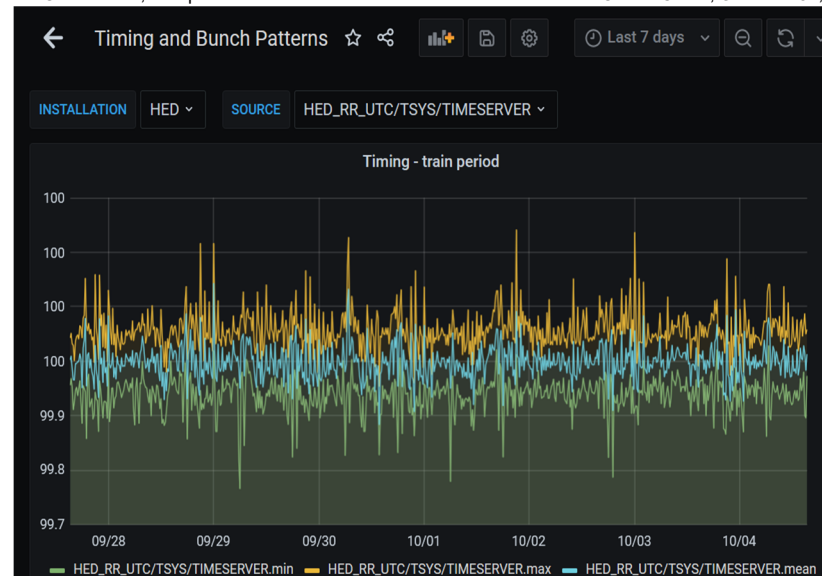 Timing and Bunch Patterns
Last 7 days
INSTALLATION HED SOURCE HED_RR_UTC/TSYS/TIMESERVER
Timing - train period
100
100
100
100
99.9
99.8
99.7
09/28 09/29 09/30 10/01 10/02 10/03 10/04
HED_RR_UTC/TSYS/TIMESERVER.min HED_RR_UTC/TSYS/TIMESERVER.max HED_RR_UTC/TSYS/TIMESERVER.mean